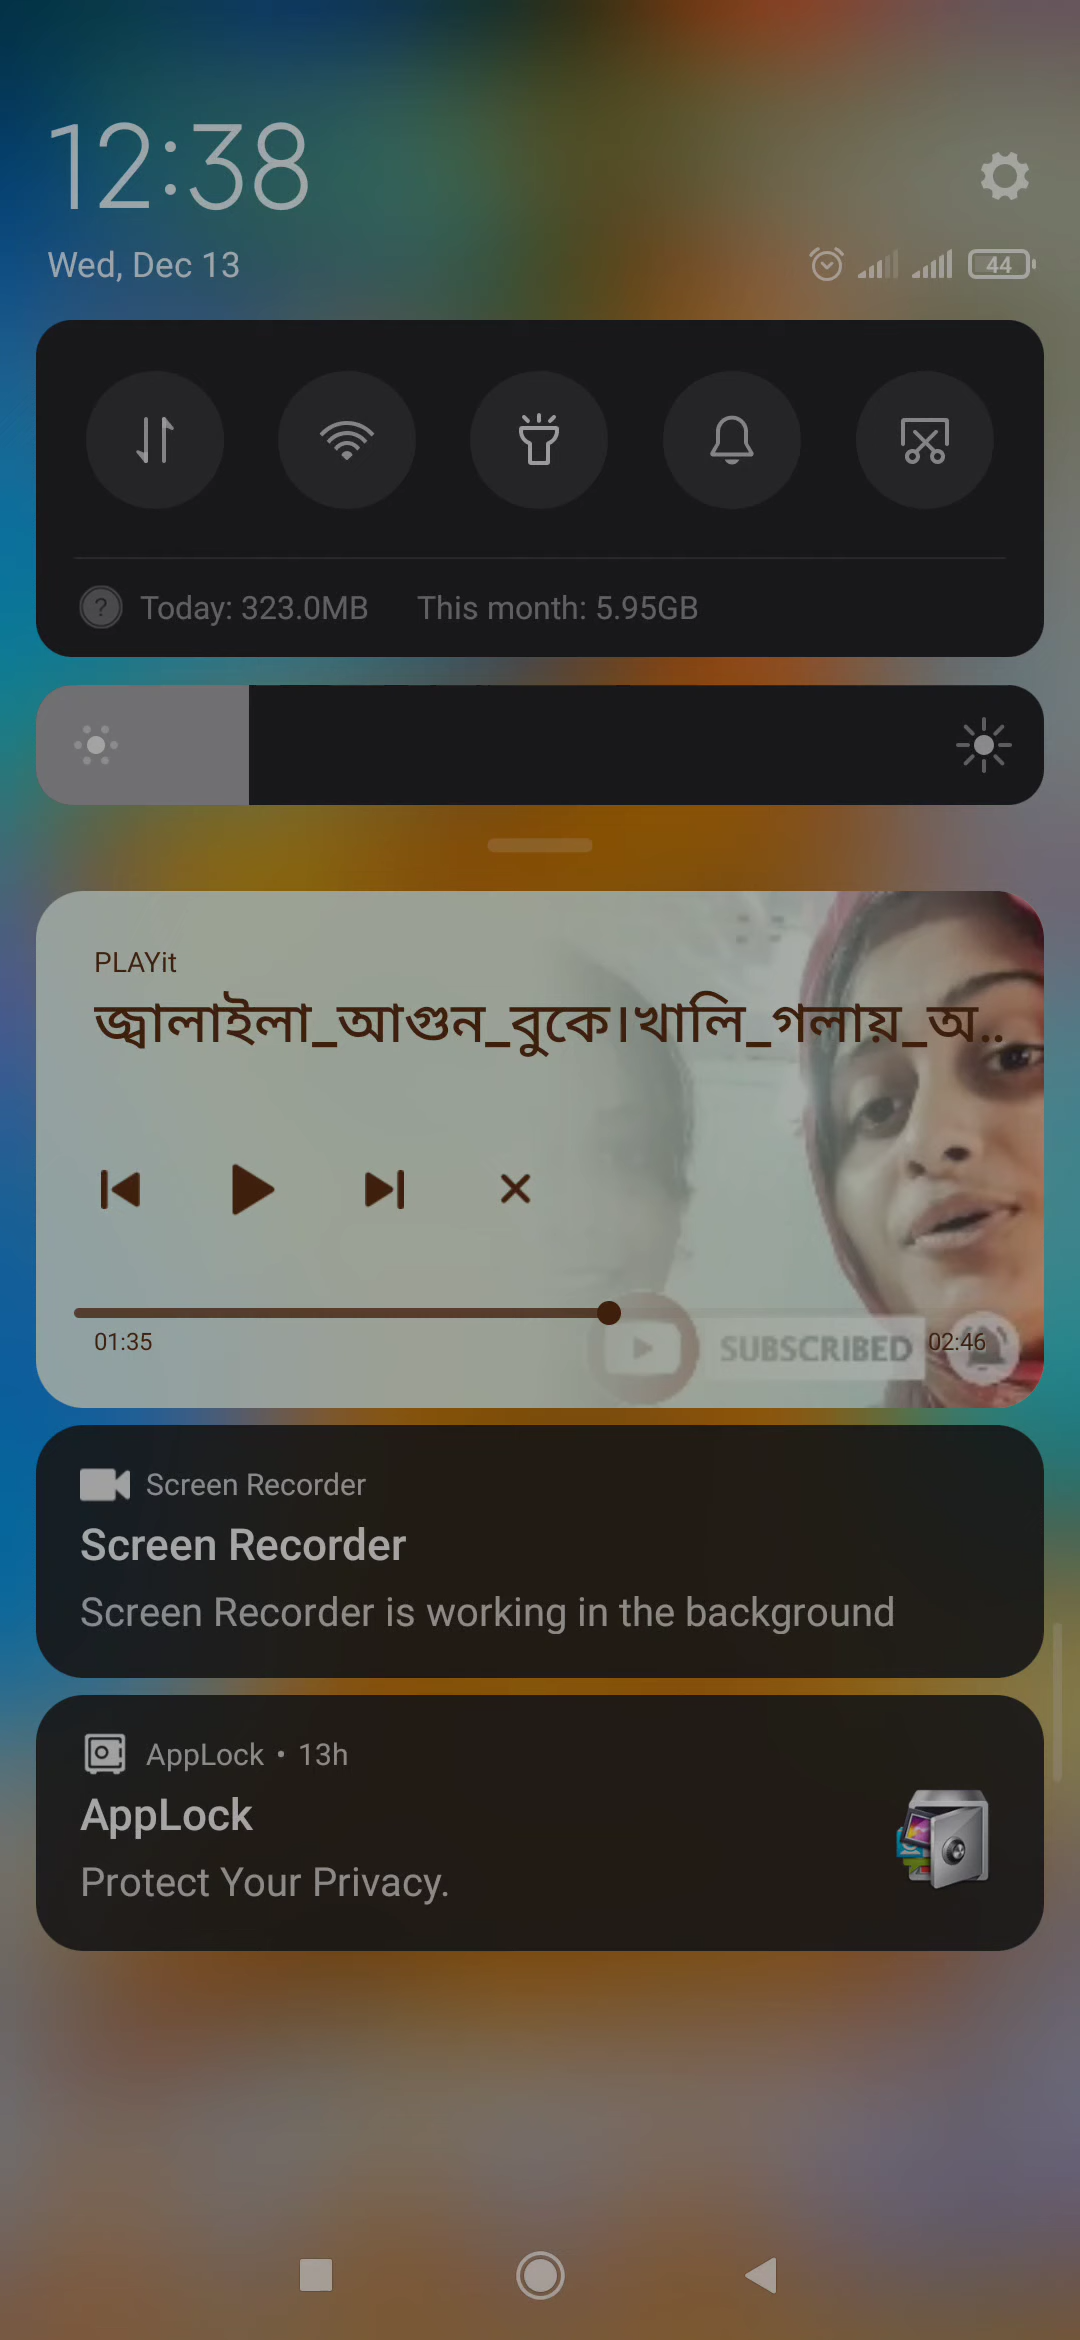 12:38
Wed, Dec 13
44
? Today: 323.0MB This month: 5.95GB
PLAYit
জ্বালাইলা_আগুন_বুকে।খালি_গলায়_অ..
01:35
02:46
SUBSCRIBED
Screen Recorder
Screen Recorder
Screen Recorder is working in the background
AppLock • 13h
AppLock
Protect Your Privacy.